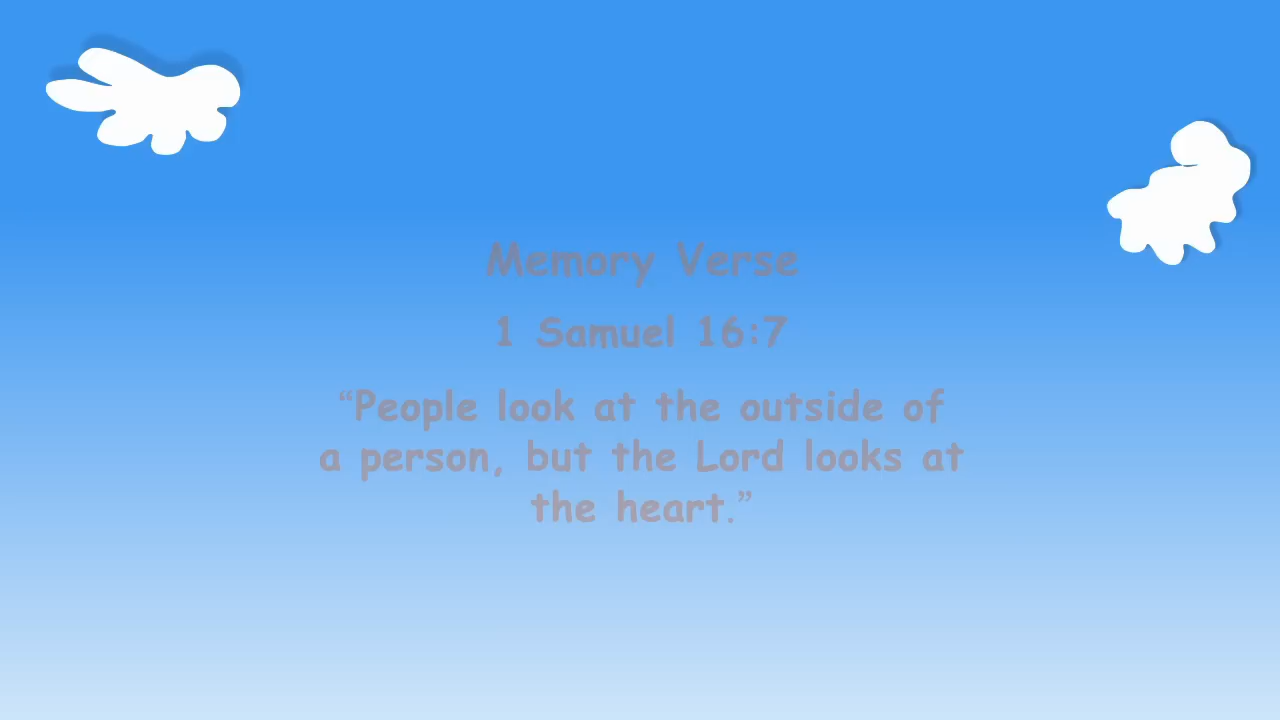 Memory Verse
1 Samuel 16:7
“People look at the outside of
a person, but the Lord looks at
the heart.”